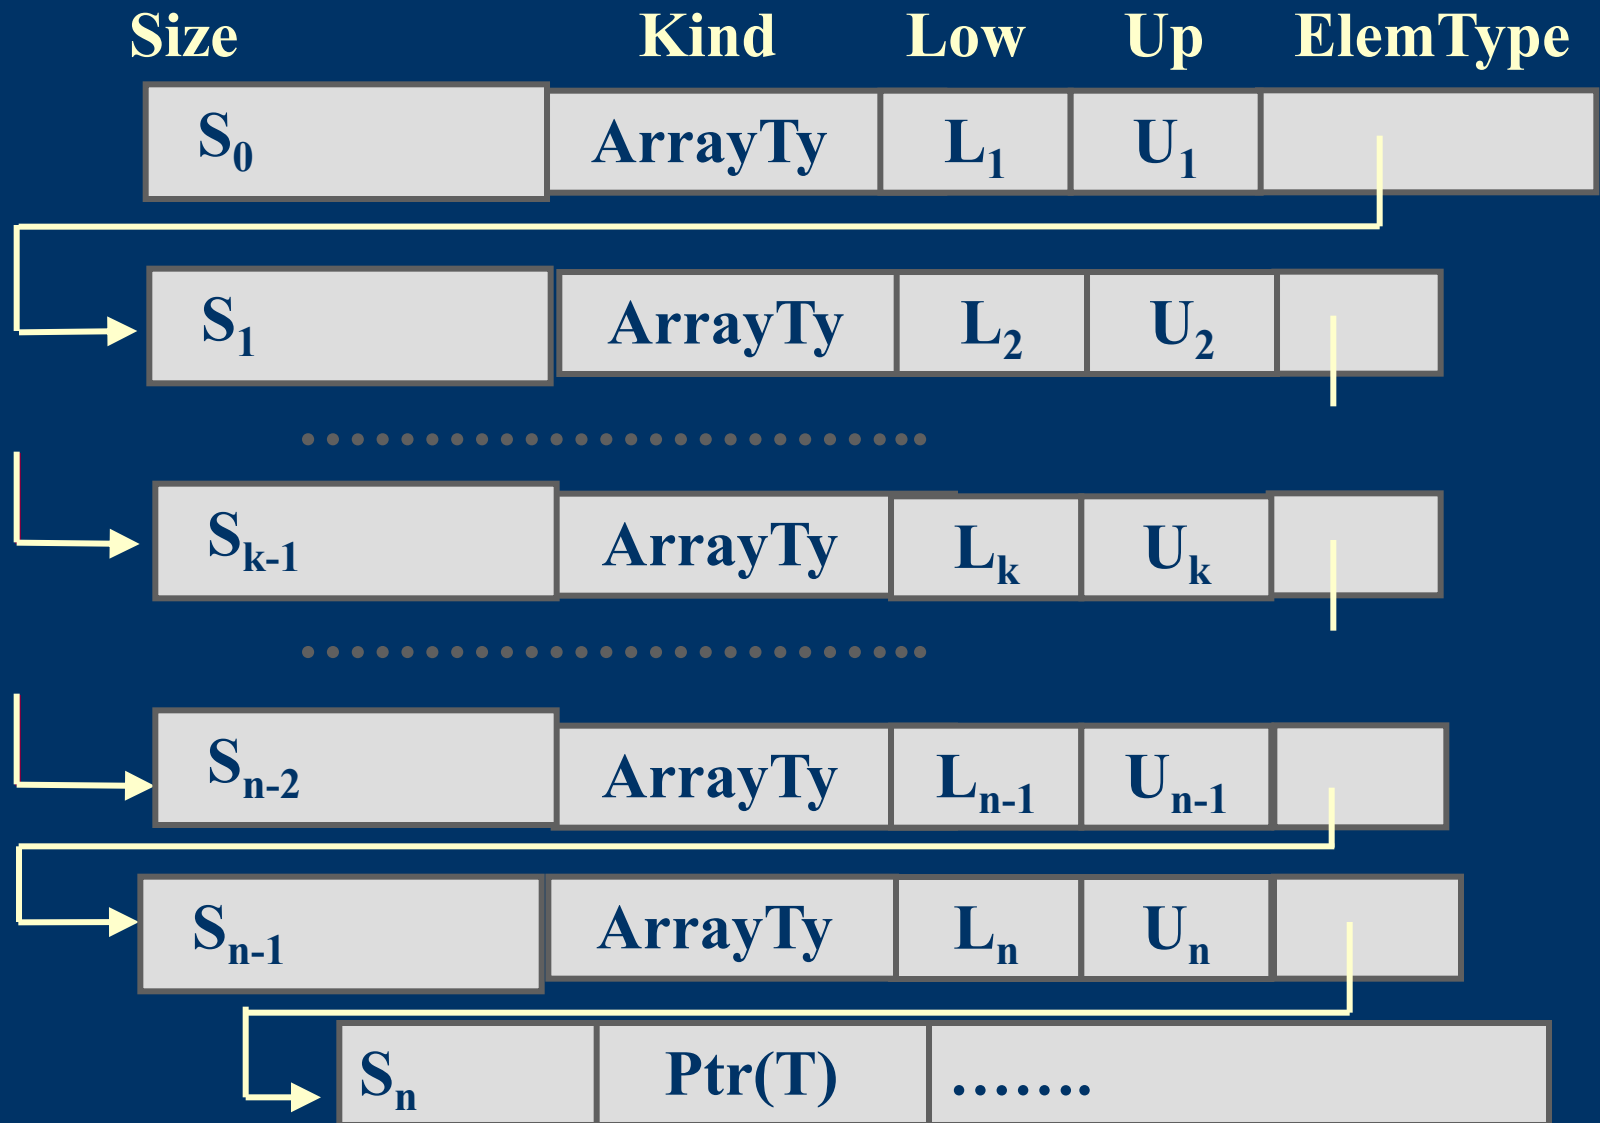 Size Kind Low Up ElemType
S₀ ArrayTy L₁ U₁
S₁ ArrayTy L₂ U₂
Sₖ₋₁ ArrayTy Lₖ Uₖ
Sₙ₋₂ ArrayTy Lₙ₋₁ Uₙ₋₁
Sₙ₋₁ ArrayTy Lₙ Uₙ
Sₙ Ptr(T) …….